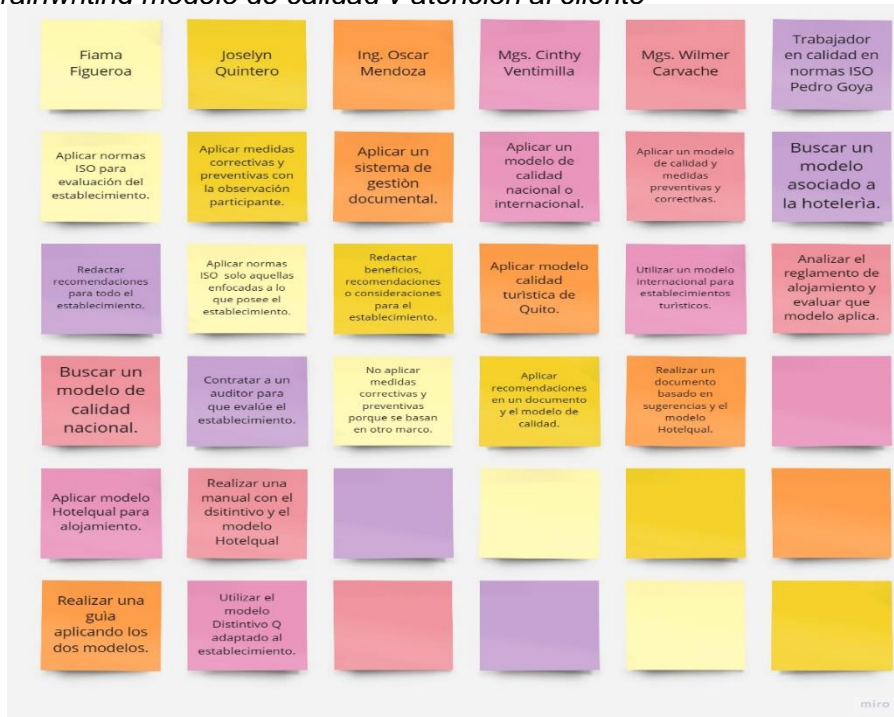 rainwriting modelo de calidad y atención al cliente
Fiama
Figueroa
Joselyn
Quintero
Ing. Oscar
Mendoza
Mgs. Cinthy
Ventimilla
Mgs. Wilmer
Carvache
Trabajador
en calidad en
normas ISO
Pedro Goya
Aplicar normas
ISO para
evaluación del
establecimiento.
Aplicar medidas
correctivas y
preventivas con
la observación
participante.
Aplicar un
sistema de
gestiòn
documental.
Aplicar un
modelo de
calidad
nacional o
internacional.
Aplicar un modelo
de calidad y
medidas
preventivas y
correctivas.
Buscar un
modelo
asociado a
la hotelerìa.
Redactar
recomendaciones
para todo el
establecimiento.
Aplicar normas
ISO solo aquellas
enfocadas a lo
que posee el
establecimiento.
Redactar
beneficios,
recomendaciones
o consideraciones
para el
establecimiento.
Aplicar modelo
calidad
turìstica de
Quito.
Utilizar un modelo
internacional para
establecimientos
turìsticos.
Analizar el
reglamento de
alojamiento y
evaluar que
modelo aplica.
Buscar un
modelo de
calidad
nacional.
Contratar a un
auditor para
que evalúe el
establecimiento.
No aplicar
medidas
correctivas y
preventivas
porque se basan
en otro marco.
Aplicar
recomendaciones
en un documento
y el modelo de
calidad.
Realizar un
documento
basado en
sugerencias y el
modelo
Hotelqual.
Aplicar modelo
Hotelqual para
alojamiento.
Realizar una
manual con el
dsitintivo y el
modelo
Hotelqual
Realizar una
guìa
aplicando los
dos modelos.
Utilizar el
modelo
Distintivo Q
adaptado al
establecimiento.
miro